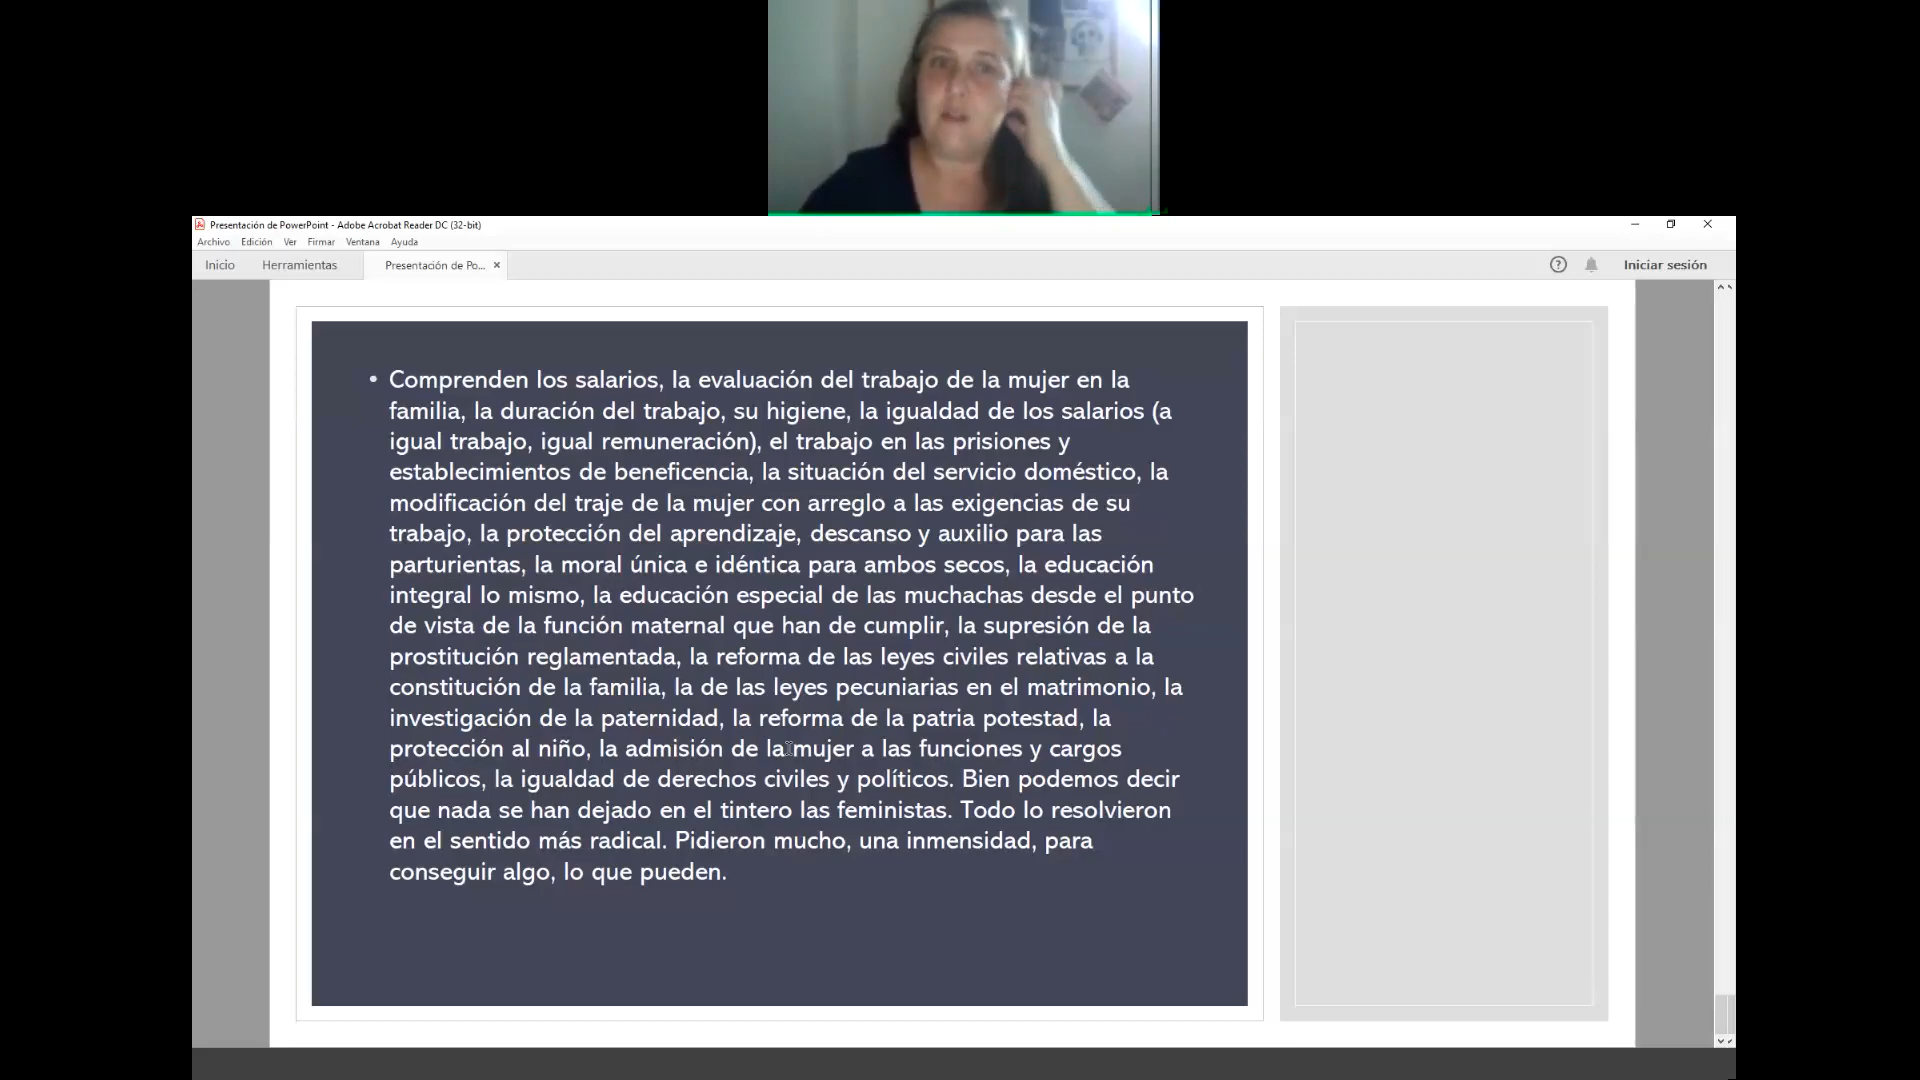 Presentación de PowerPoint - Adobe Acrobat Reader DC (32-bit)
Archivo Edición Ver Firmar Ventana Ayuda
Inicio Herramientas Presentación de Po... × ? Iniciar sesión
• Comprenden los salarios, la evaluación del trabajo de la mujer en la
familia, la duración del trabajo, su higiene, la igualdad de los salarios (a
igual trabajo, igual remuneración), el trabajo en las prisiones y
establecimientos de beneficencia, la situación del servicio doméstico, la
modificación del traje de la mujer con arreglo a las exigencias de su
trabajo, la protección del aprendizaje, descanso y auxilio para las
parturientas, la moral única e idéntica para ambos secos, la educación
integral lo mismo, la educación especial de las muchachas desde el punto
de vista de la función maternal que han de cumplir, la supresión de la
prostitución reglamentada, la reforma de las leyes civiles relativas a la
constitución de la familia, la de las leyes pecuniarias en el matrimonio, la
investigación de la paternidad, la reforma de la patria potestad, la
protección al niño, la admisión de la mujer a las funciones y cargos
públicos, la igualdad de derechos civiles y políticos. Bien podemos decir
que nada se han dejado en el tintero las feministas. Todo lo resolvieron
en el sentido más radical. Pidieron mucho, una inmensidad, para
conseguir algo, lo que pueden.